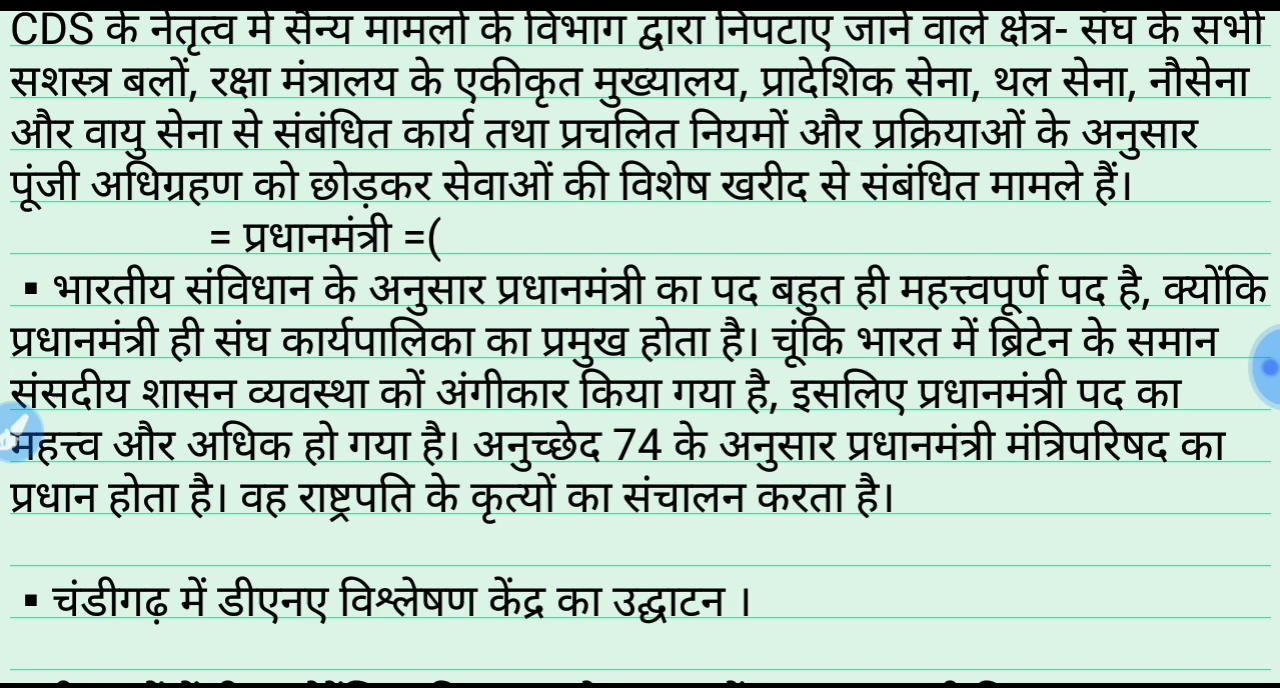 CDS के नेतृत्व में सैन्य मामलों के विभाग द्वारा निपटाए जाने वाले क्षेत्र- संघ के सभी
सशस्त्र बलों, रक्षा मंत्रालय के एकीकृत मुख्यालय, प्रादेशिक सेना, थल सेना, नौसेना
और वायु सेना से संबंधित कार्य तथा प्रचलित नियमों और प्रक्रियाओं के अनुसार
पूंजी अधिग्रहण को छोड़कर सेवाओं की विशेष खरीद से संबंधित मामले हैं।
= प्रधानमंत्री =(
▪ भारतीय संविधान के अनुसार प्रधानमंत्री का पद बहुत ही महत्त्वपूर्ण पद है, क्योंकि
प्रधानमंत्री ही संघ कार्यपालिका का प्रमुख होता है। चूंकि भारत में ब्रिटेन के समान
संसदीय शासन व्यवस्था कों अंगीकार किया गया है, इसलिए प्रधानमंत्री पद का
महत्त्व और अधिक हो गया है। अनुच्छेद 74 के अनुसार प्रधानमंत्री मंत्रिपरिषद का
प्रधान होता है। वह राष्ट्रपति के कृत्यों का संचालन करता है।
▪ चंडीगढ़ में डीएनए विश्लेषण केंद्र का उद्घाटन ।